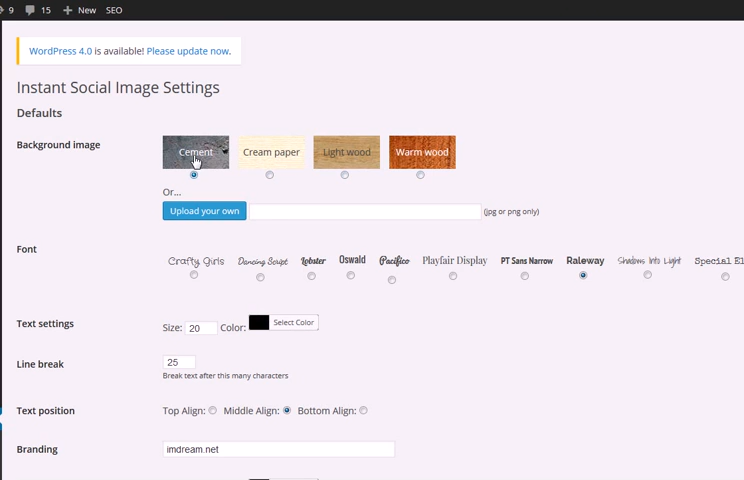 9 15 New SEO
WordPress 4.0 is available! Please update now.
Instant Social Image Settings
Defaults
Background image
Cement Cream paper Light wood Warm wood
Or...
Upload your own (jpg or png only)
Font
Crafty Girls Dancing Script Lobster Oswald Pacifico Playfair Display PT Sans Narrow Raleway Shadows Into Light Special El
Text settings
Size: 20 Color: Select Color
Line break
25
Break text after this many characters
Text position
Top Align: Middle Align: Bottom Align:
Branding
imdream.net